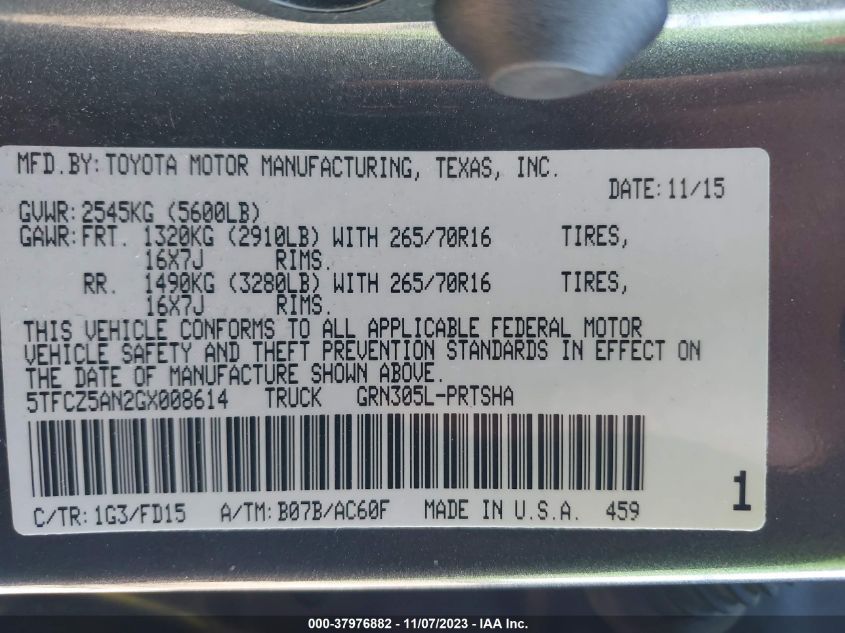 MFD.BY: TOYOTA MOTOR MANUFACTURING, TEXAS, INC.
DATE: 11/15
GVWR: 2545KG (5600LB)
GAWR: FRT. 1320KG (2910LB) WITH 265/70R16 TIRES,
16X7J RIMS.
RR. 1490KG (3280LB) WITH 265/70R16 TIRES,
16X7J RIMS.
THIS VEHICLE CONFORMS TO ALL APPLICABLE FEDERAL MOTOR
VEHICLE SAFETY AND THEFT PREVENTION STANDARDS IN EFFECT ON
THE DATE OF MANUFACTURE SHOWN ABOVE.
5TFCZ5AN2GX008614 TRUCK GRN305L-PRTSHA
1
C/TR: 1G3/FD15 A/TM: B07B/AC60F MADE IN U.S.A. 459
000-37976882 - 11/07/2023 - IAA Inc.